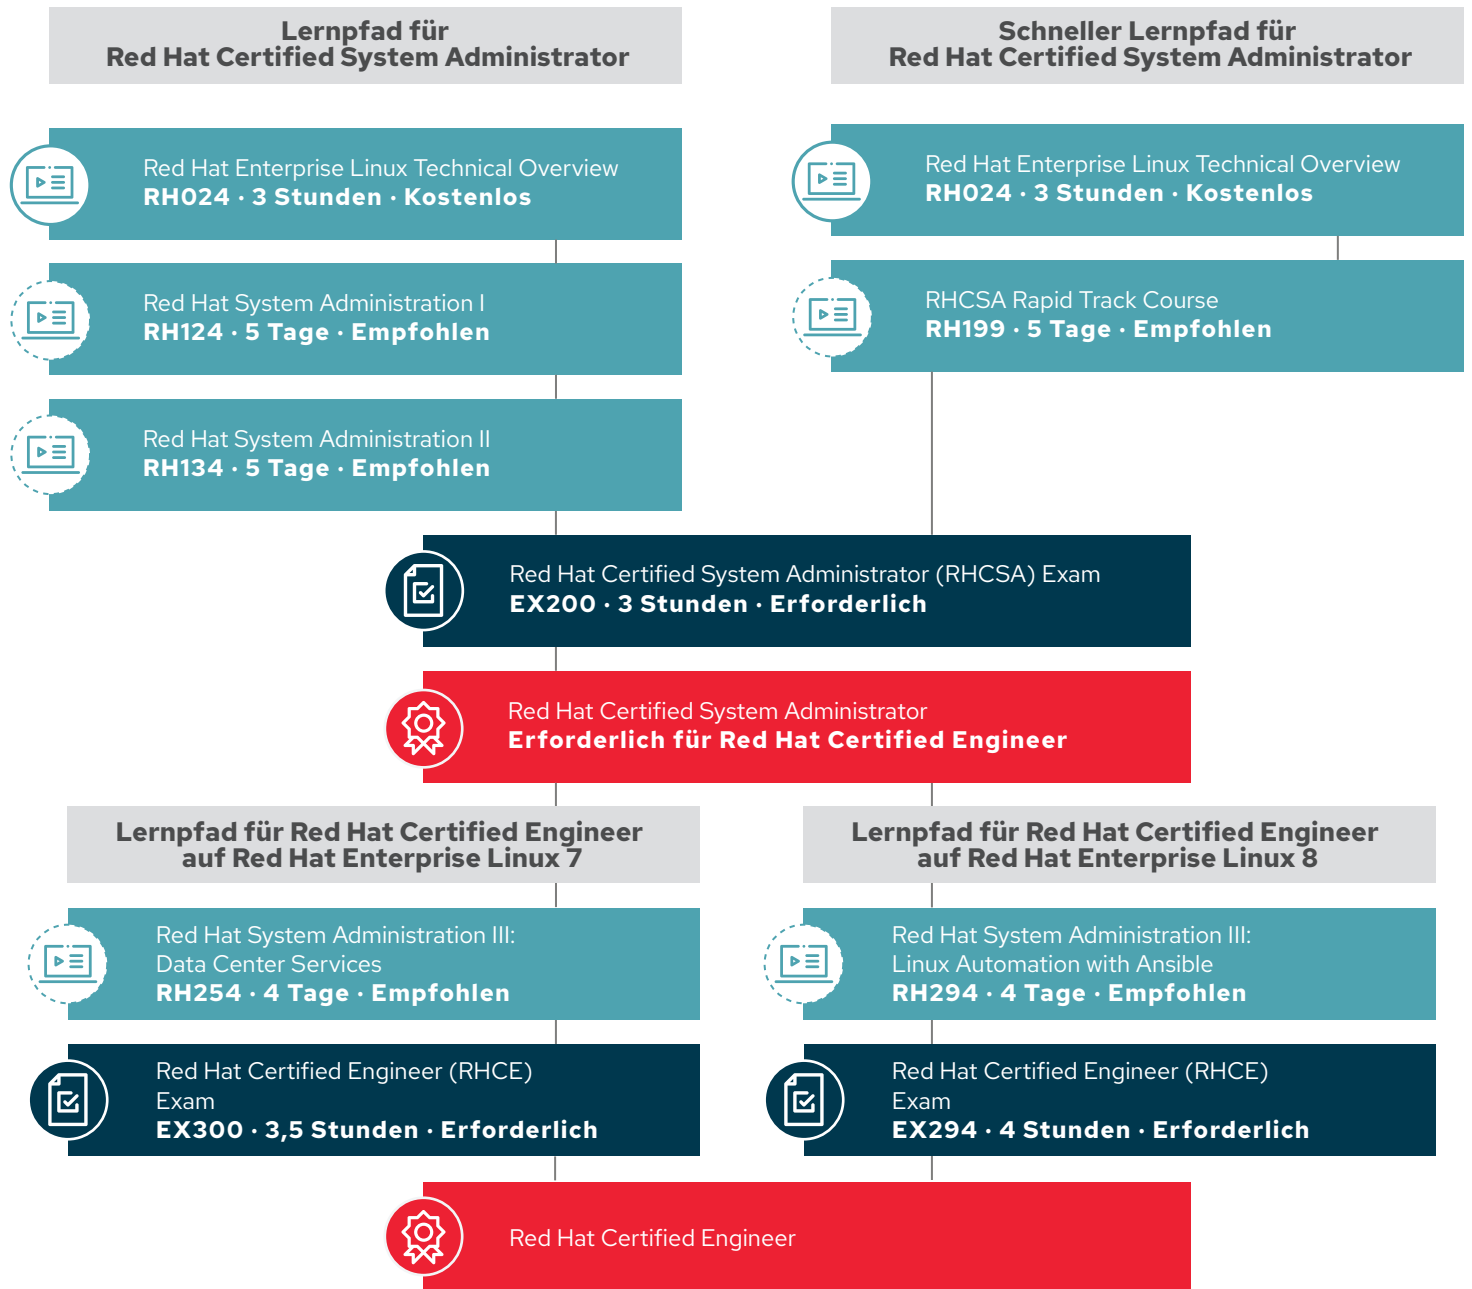 Lernpfad für
Red Hat Certified System Administrator
Schneller Lernpfad für
Red Hat Certified System Administrator
Red Hat Enterprise Linux Technical Overview
RH024 · 3 Stunden · Kostenlos
Red Hat Enterprise Linux Technical Overview
RH024 · 3 Stunden · Kostenlos
Red Hat System Administration I
RH124 · 5 Tage · Empfohlen
RHCSA Rapid Track Course
RH199 · 5 Tage · Empfohlen
Red Hat System Administration II
RH134 · 5 Tage · Empfohlen
Red Hat Certified System Administrator (RHCSA) Exam
EX200 · 3 Stunden · Erforderlich
Red Hat Certified System Administrator
Erforderlich für Red Hat Certified Engineer
Lernpfad für Red Hat Certified Engineer
auf Red Hat Enterprise Linux 7
Lernpfad für Red Hat Certified Engineer
auf Red Hat Enterprise Linux 8
Red Hat System Administration III:
Data Center Services
RH254 · 4 Tage · Empfohlen
Red Hat System Administration III:
Linux Automation with Ansible
RH294 · 4 Tage · Empfohlen
Red Hat Certified Engineer (RHCE)
Exam
EX300 · 3,5 Stunden · Erforderlich
Red Hat Certified Engineer (RHCE)
Exam
EX294 · 4 Stunden · Erforderlich
Red Hat Certified Engineer